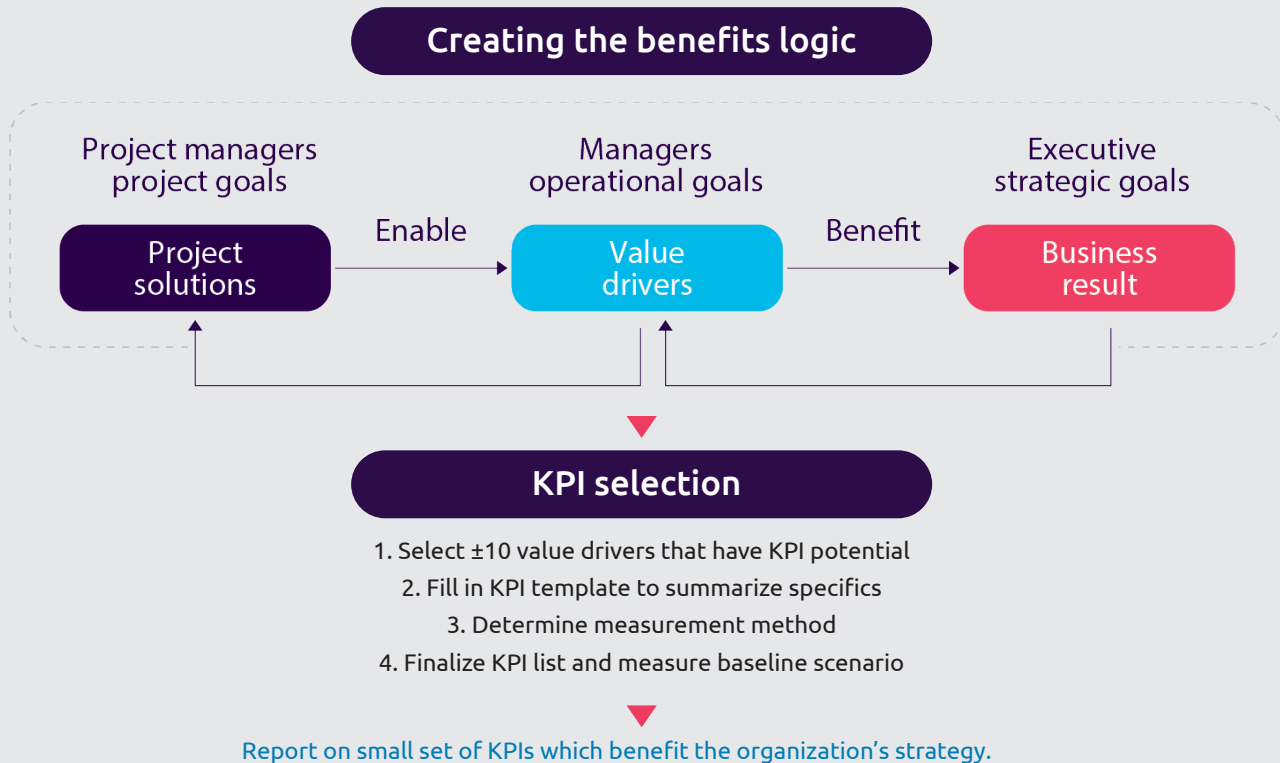 Creating the benefits logic
Project managers
project goals
Managers
operational goals
Executive
strategic goals
Project
solutions
Enable
Value
drivers
Benefit
Business
result
KPI selection
1. Select ±10 value drivers that have KPI potential
2. Fill in KPI template to summarize specifics
3. Determine measurement method
4. Finalize KPI list and measure baseline scenario
Report on small set of KPIs which benefit the organization’s strategy.